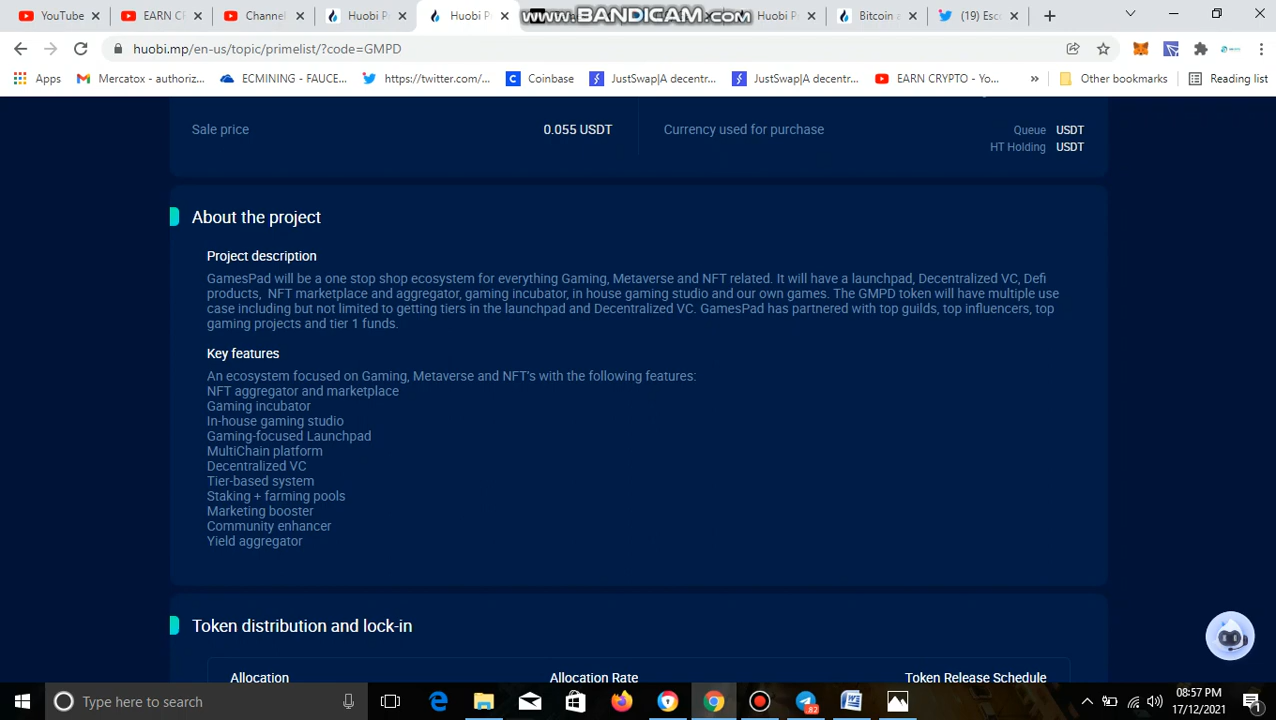 YouTube
EARN CF
Channel
Huobi Pr
Huobi P
www.BANDICAM.com
Huobi P
Bitcoin a
(19) Esc
huobi.mp/en-us/topic/primelist/?code=GMPD
Apps
Mercatox - authoriz...
ECMINING - FAUCE...
https://twitter.com/...
Coinbase
JustSwap|A decentr...
JustSwap|A decentr...
EARN CRYPTO - Yo...
»
Other bookmarks
Reading list
Sale price
0.055 USDT
Currency used for purchase
Queue USDT
HT Holding USDT
About the project
Project description
GamesPad will be a one stop shop ecosystem for everything Gaming, Metaverse and NFT related. It will have a launchpad, Decentralized VC, Defi
products, NFT marketplace and aggregator, gaming incubator, in house gaming studio and our own games. The GMPD token will have multiple use
case including but not limited to getting tiers in the launchpad and Decentralized VC. GamesPad has partnered with top guilds, top influencers, top
gaming projects and tier 1 funds.
Key features
An ecosystem focused on Gaming, Metaverse and NFT's with the following features:
NFT aggregator and marketplace
Gaming incubator
In-house gaming studio
Gaming-focused Launchpad
MultiChain platform
Decentralized VC
Tier-based system
Staking + farming pools
Marketing booster
Community enhancer
Yield aggregator
Token distribution and lock-in
Allocation
Allocation Rate
Token Release Schedule
Type here to search
82
08:57 PM
17/12/2021
1